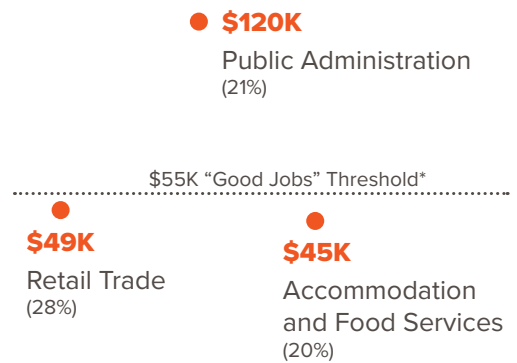 $120K
Public Administration
(21%)
$55K “Good Jobs” Threshold*
$49K
Retail Trade
(28%)
$45K
Accommodation
and Food Services
(20%)